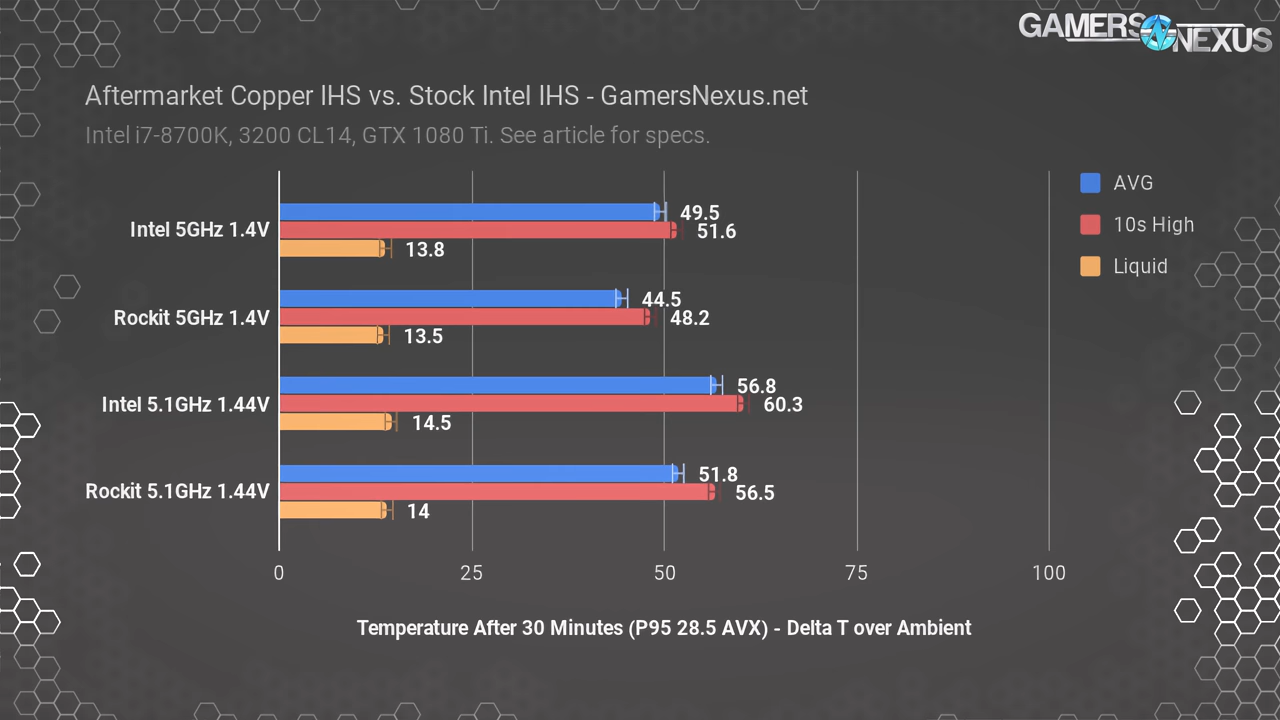 GAMERS NEXUS
Aftermarket Copper IHS vs. Stock Intel IHS - GamersNexus.net
Intel i7-8700K, 3200 CL14, GTX 1080 Ti. See article for specs.
AVG
10s High
Liquid
Intel 5GHz 1.4V
49.5
51.6
13.8
Rockit 5GHz 1.4V
44.5
48.2
13.5
Intel 5.1GHz 1.44V
56.8
60.3
14.5
Rockit 5.1GHz 1.44V
51.8
56.5
14
0 25 50 75 100
Temperature After 30 Minutes (P95 28.5 AVX) - Delta T over Ambient